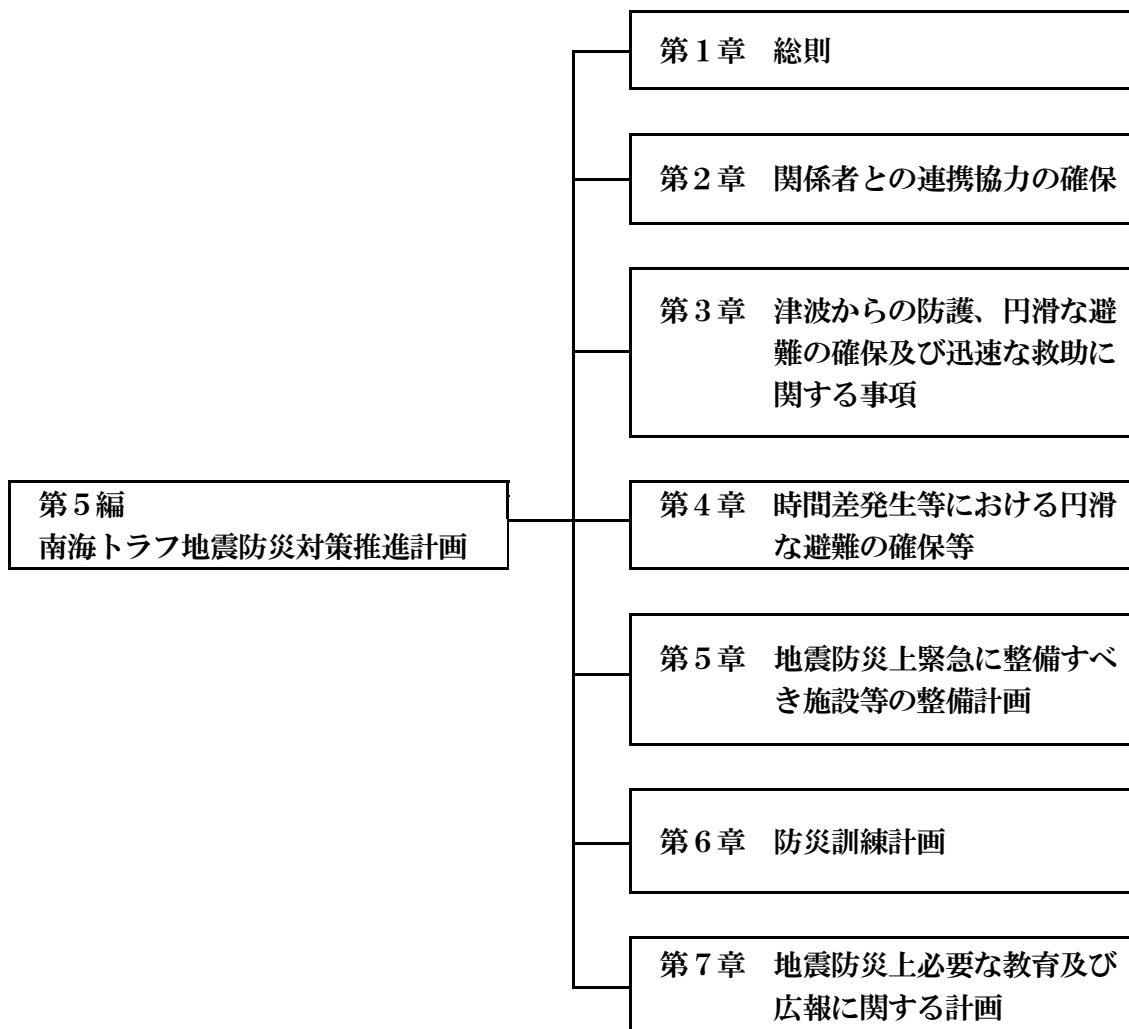 第１章　総則
第２章　関係者との連携協力の確保
第３章　津波からの防護、円滑な避
難の確保及び迅速な救助に
関する事項
第５編
南海トラフ地震防災対策推進計画
第４章　時間差発生等における円滑
な避難の確保等
第５章　地震防災上緊急に整備すべ
き施設等の整備計画
第６章　防災訓練計画
第７章　地震防災上必要な教育及び
広報に関する計画